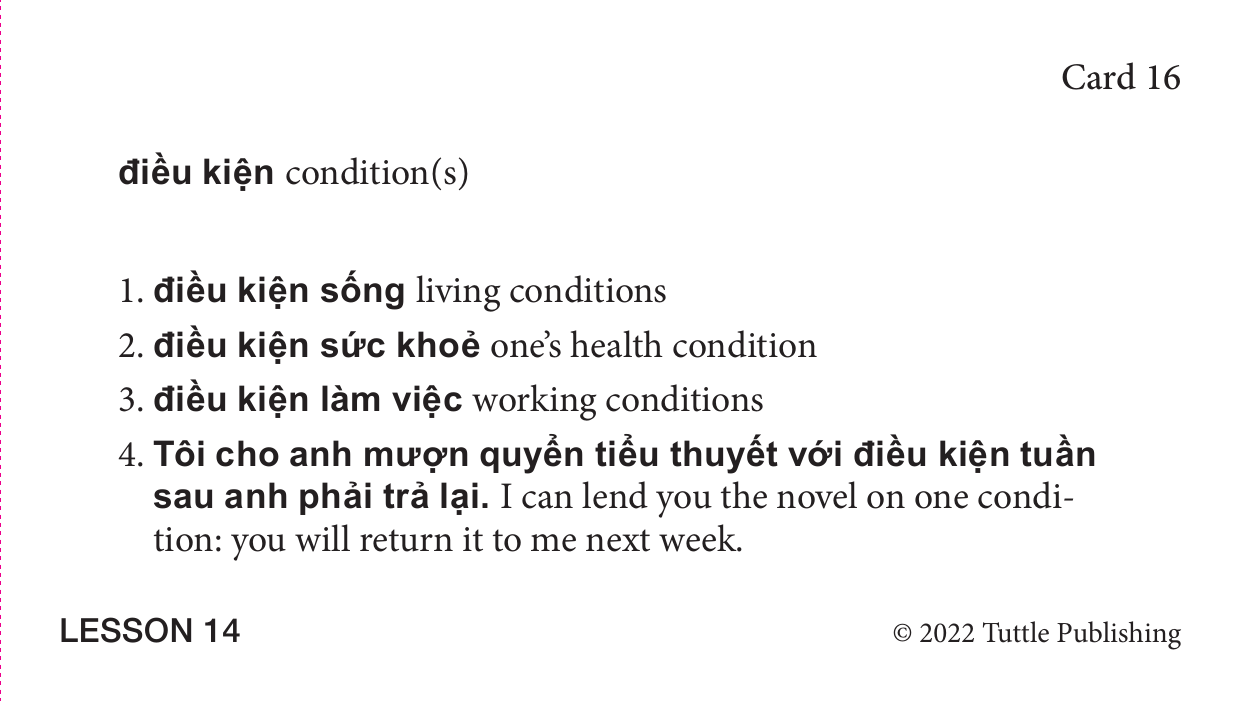 Card 16
điều kiện condition(s)
1. điều kiện sống living conditions
2. điều kiện sức khoẻ one’s health condition
3. điều kiện làm việc working conditions
4. Tôi cho anh mượn quyển tiểu thuyết với điều kiện tuần
sau anh phải trả lại. I can lend you the novel on one condi-
tion: you will return it to me next week.
LESSON 14
© 2022 Tuttle Publishing